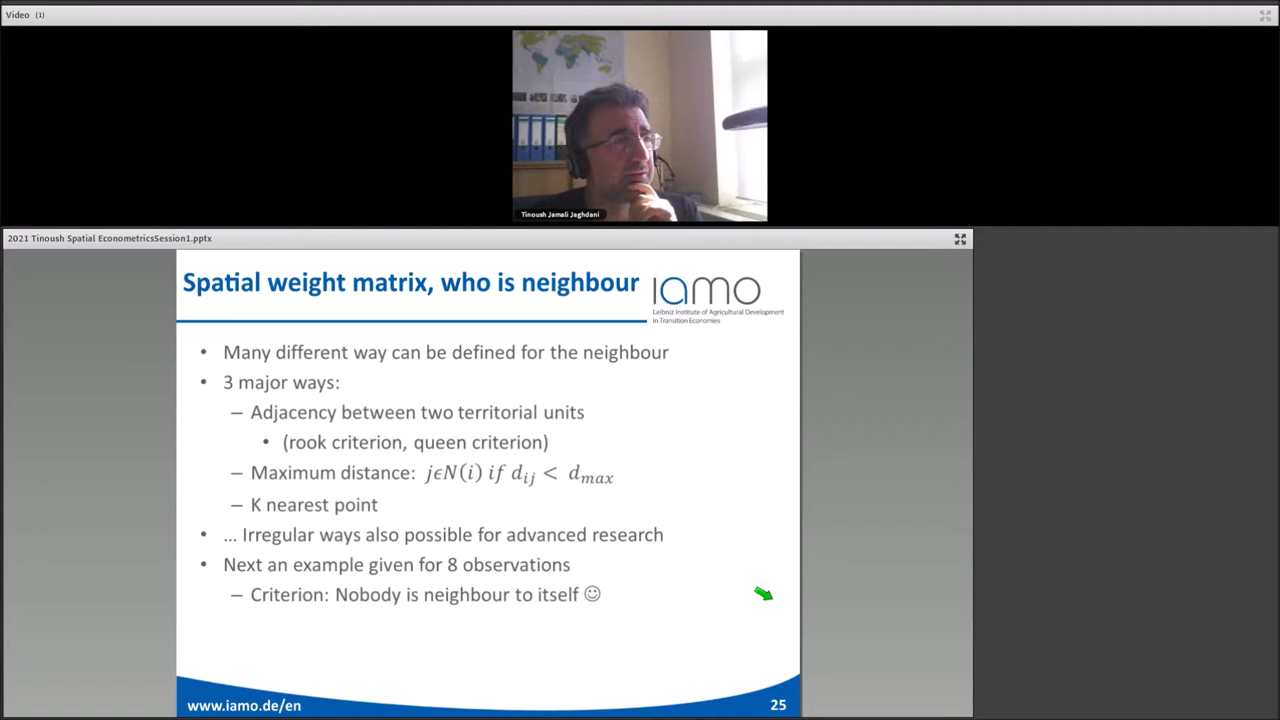 Video (1)
Tinoush Jamali Jaghdani
2021 Tinoush Spatial EconometricsSession1.pptx
Spatial weight matrix, who is neighbour
iamo
Leibniz Institute of Agricultural Development
in Transition Economies
• Many different way can be defined for the neighbour
• 3 major ways:
– Adjacency between two territorial units
• (rook criterion, queen criterion)
– Maximum distance: jϵN(i) if d_ij < d_max
– K nearest point
• … Irregular ways also possible for advanced research
• Next an example given for 8 observations
– Criterion: Nobody is neighbour to itself ☺
www.iamo.de/en
25